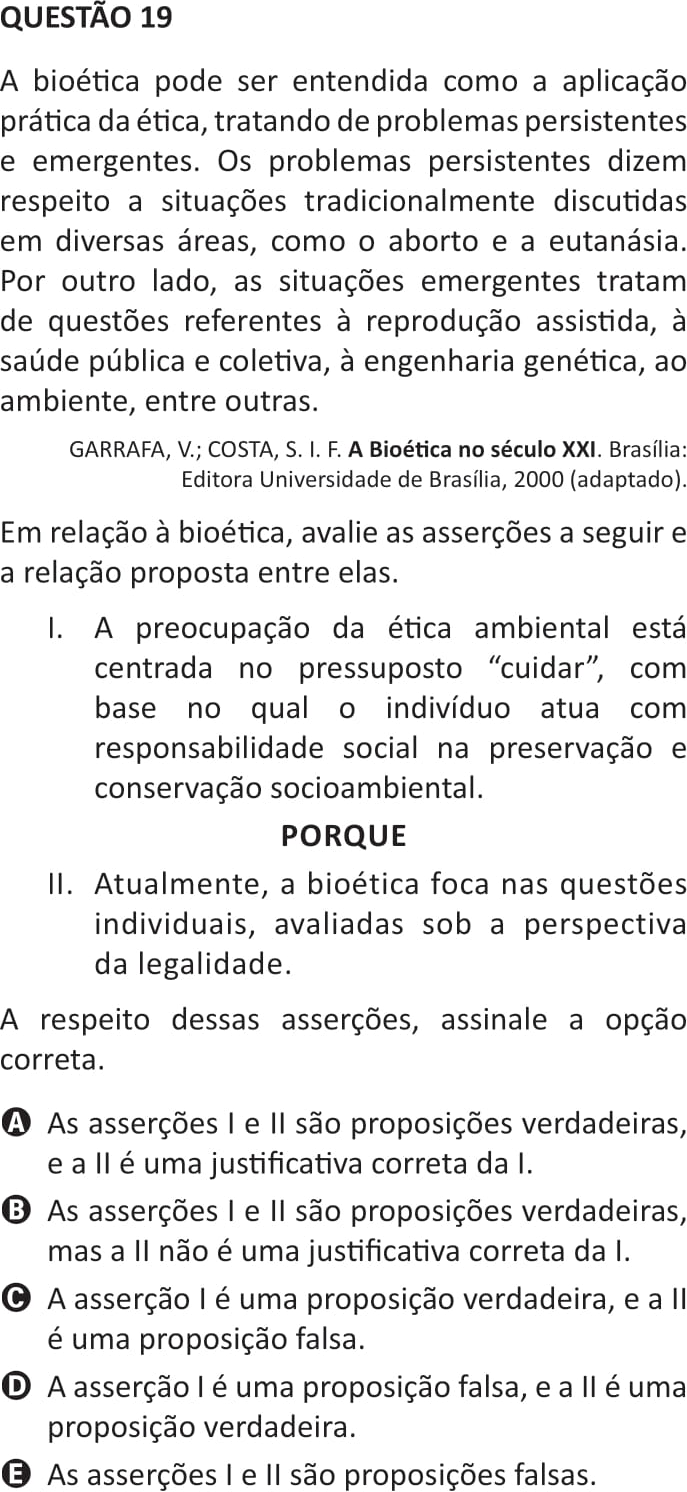 QUESTÃO 19
A bioética pode ser entendida como a aplicação
prática da ética, tratando de problemas persistentes
e emergentes. Os problemas persistentes dizem
respeito a situações tradicionalmente discutidas
em diversas áreas, como o aborto e a eutanásia.
Por outro lado, as situações emergentes tratam
de questões referentes à reprodução assistida, à
saúde pública e coletiva, à engenharia genética, ao
ambiente, entre outras.
GARRAFA, V.; COSTA, S. I. F. A Bioética no século XXI. Brasília:
Editora Universidade de Brasília, 2000 (adaptado).
Em relação à bioética, avalie as asserções a seguir e
a relação proposta entre elas.
I. A preocupação da ética ambiental está
centrada no pressuposto “cuidar”, com
base no qual o indivíduo atua com
responsabilidade social na preservação e
conservação socioambiental.
PORQUE
II. Atualmente, a bioética foca nas questões
individuais, avaliadas sob a perspectiva
da legalidade.
A respeito dessas asserções, assinale a opção
correta.
A As asserções I e II são proposições verdadeiras,
e a II é uma justificativa correta da I.
B As asserções I e II são proposições verdadeiras,
mas a II não é uma justificativa correta da I.
C A asserção I é uma proposição verdadeira, e a II
é uma proposição falsa.
D A asserção I é uma proposição falsa, e a II é uma
proposição verdadeira.
E As asserções I e II são proposições falsas.